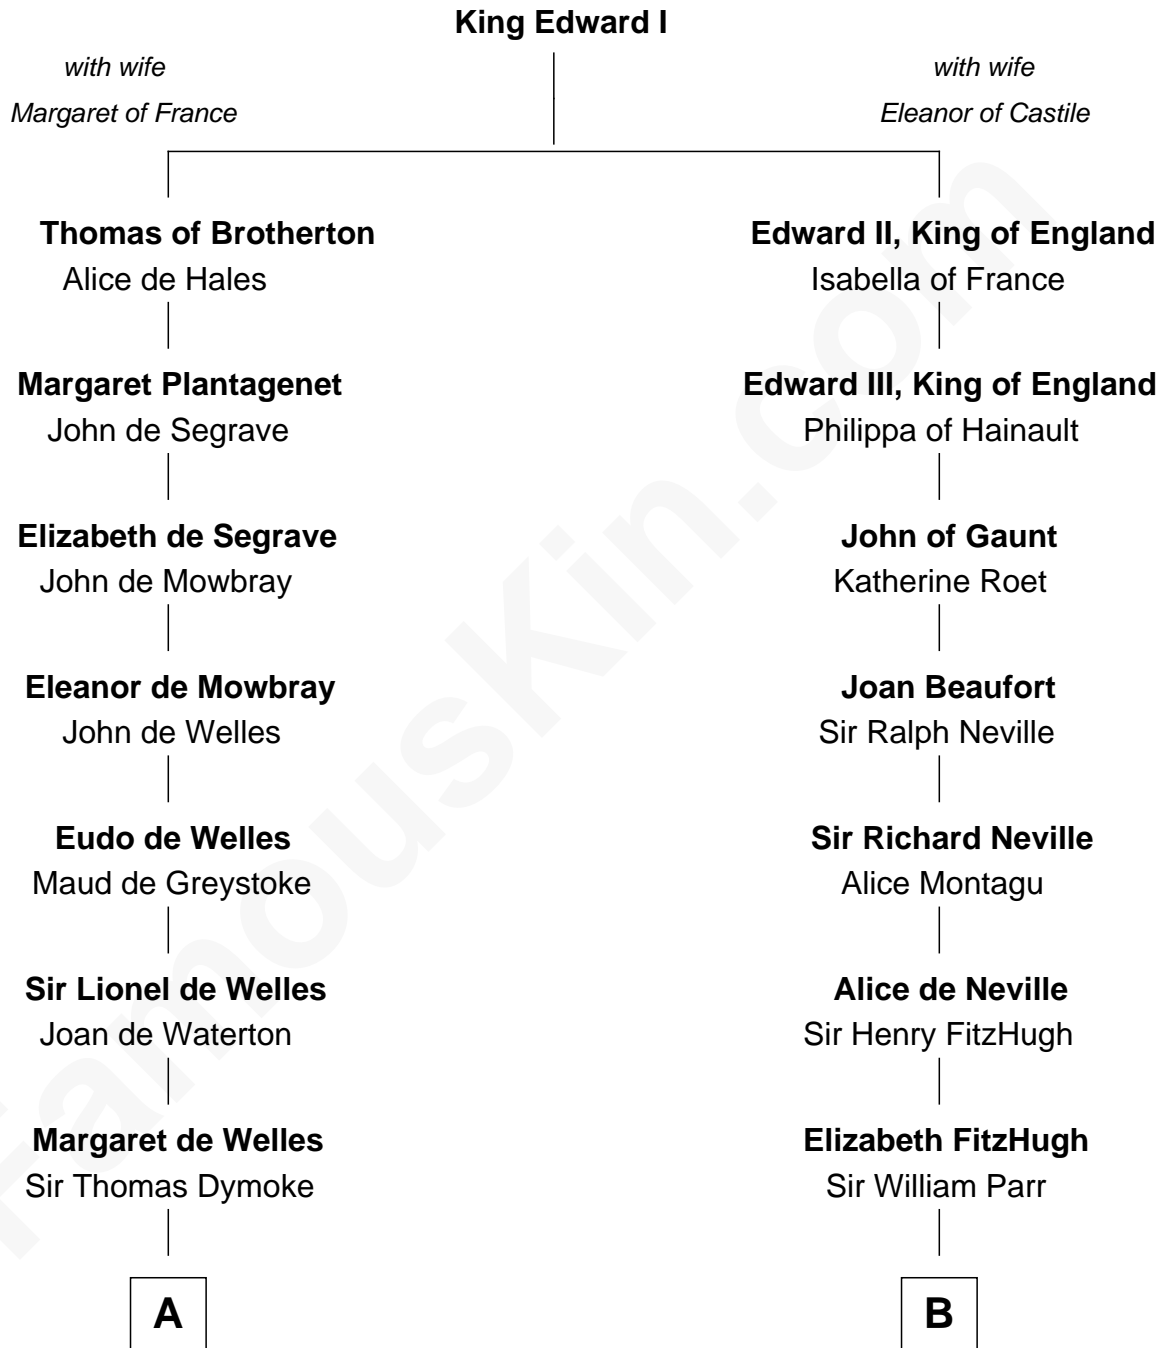 King Edward I
with wife
Margaret of France
with wife
Eleanor of Castile
Thomas of Brotherton
Alice de Hales
Edward II, King of England
Isabella of France
Margaret Plantagenet
John de Segrave
Edward III, King of England
Philippa of Hainault
Elizabeth de Segrave
John de Mowbray
John of Gaunt
Katherine Roet
Eleanor de Mowbray
John de Welles
Joan Beaufort
Sir Ralph Neville
Eudo de Welles
Maud de Greystoke
Sir Richard Neville
Alice Montagu
Sir Lionel de Welles
Joan de Waterton
Alice de Neville
Sir Henry FitzHugh
Margaret de Welles
Sir Thomas Dymoke
Elizabeth FitzHugh
Sir William Parr
A
B
FamousKin.com